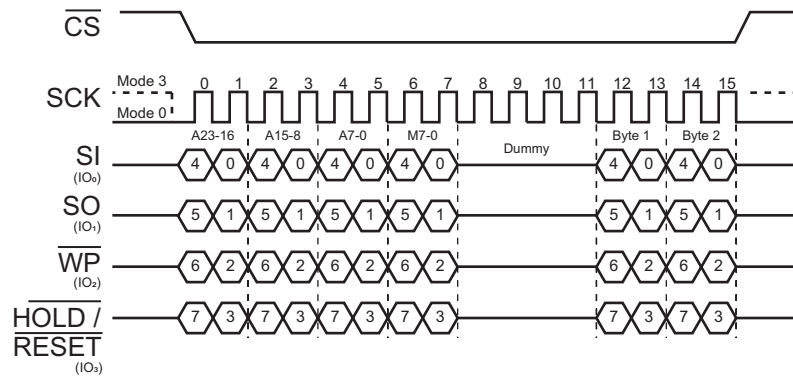 CS
Mode 3
SCK
Mode 0
0 1 2 3 4 5 6 7 8 9 10 11 12 13 14 15
A23-16 A15-8 A7-0 M7-0 Dummy Byte 1 Byte 2
SI 4 0 4 0 4 0 4 0 4 0 4 0
(IO₀)
SO 5 1 5 1 5 1 5 1 5 1 5 1
(IO₁)
WP 6 2 6 2 6 2 6 2 6 2 6 2
(IO₂)
HOLD / 7 3 7 3 7 3 7 3 7 3 7 3
RESET
(IO₃)